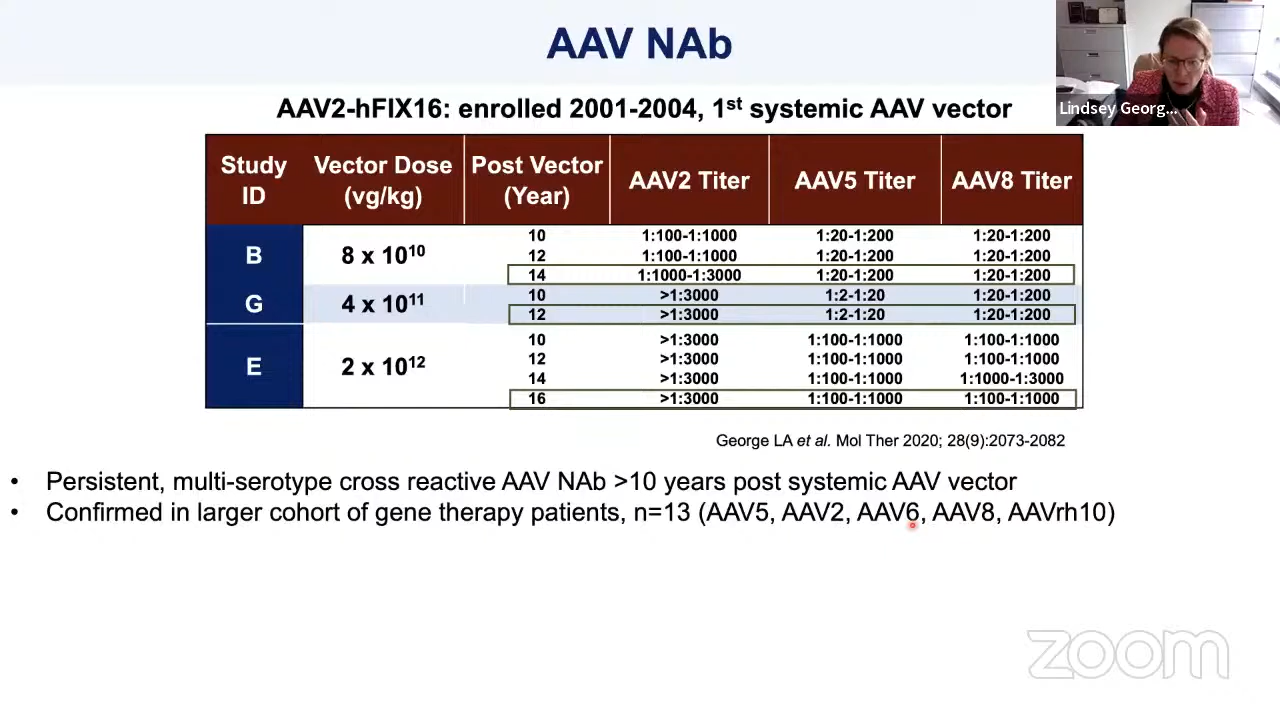 AAV NAb
Lindsey Georg...
AAV2-hFIX16: enrolled 2001-2004, 1st systemic AAV vector
Study ID Vector Dose (vg/kg) Post Vector (Year) AAV2 Titer AAV5 Titer AAV8 Titer
B 8 x 10¹⁰
10 1:100-1:1000 1:20-1:200 1:20-1:200
12 1:100-1:1000 1:20-1:200 1:20-1:200
14 1:1000-1:3000 1:20-1:200 1:20-1:200
G 4 x 10¹¹
10 >1:3000 1:2-1:20 1:20-1:200
12 >1:3000 1:2-1:20 1:20-1:200
E 2 x 10¹²
10 >1:3000 1:100-1:1000 1:100-1:1000
12 >1:3000 1:100-1:1000 1:100-1:1000
14 >1:3000 1:100-1:1000 1:1000-1:3000
16 >1:3000 1:100-1:1000 1:100-1:1000
George LA et al. Mol Ther 2020; 28(9):2073-2082
• Persistent, multi-serotype cross reactive AAV NAb >10 years post systemic AAV vector
• Confirmed in larger cohort of gene therapy patients, n=13 (AAV5, AAV2, AAV6, AAV8, AAVrh10)
zoom